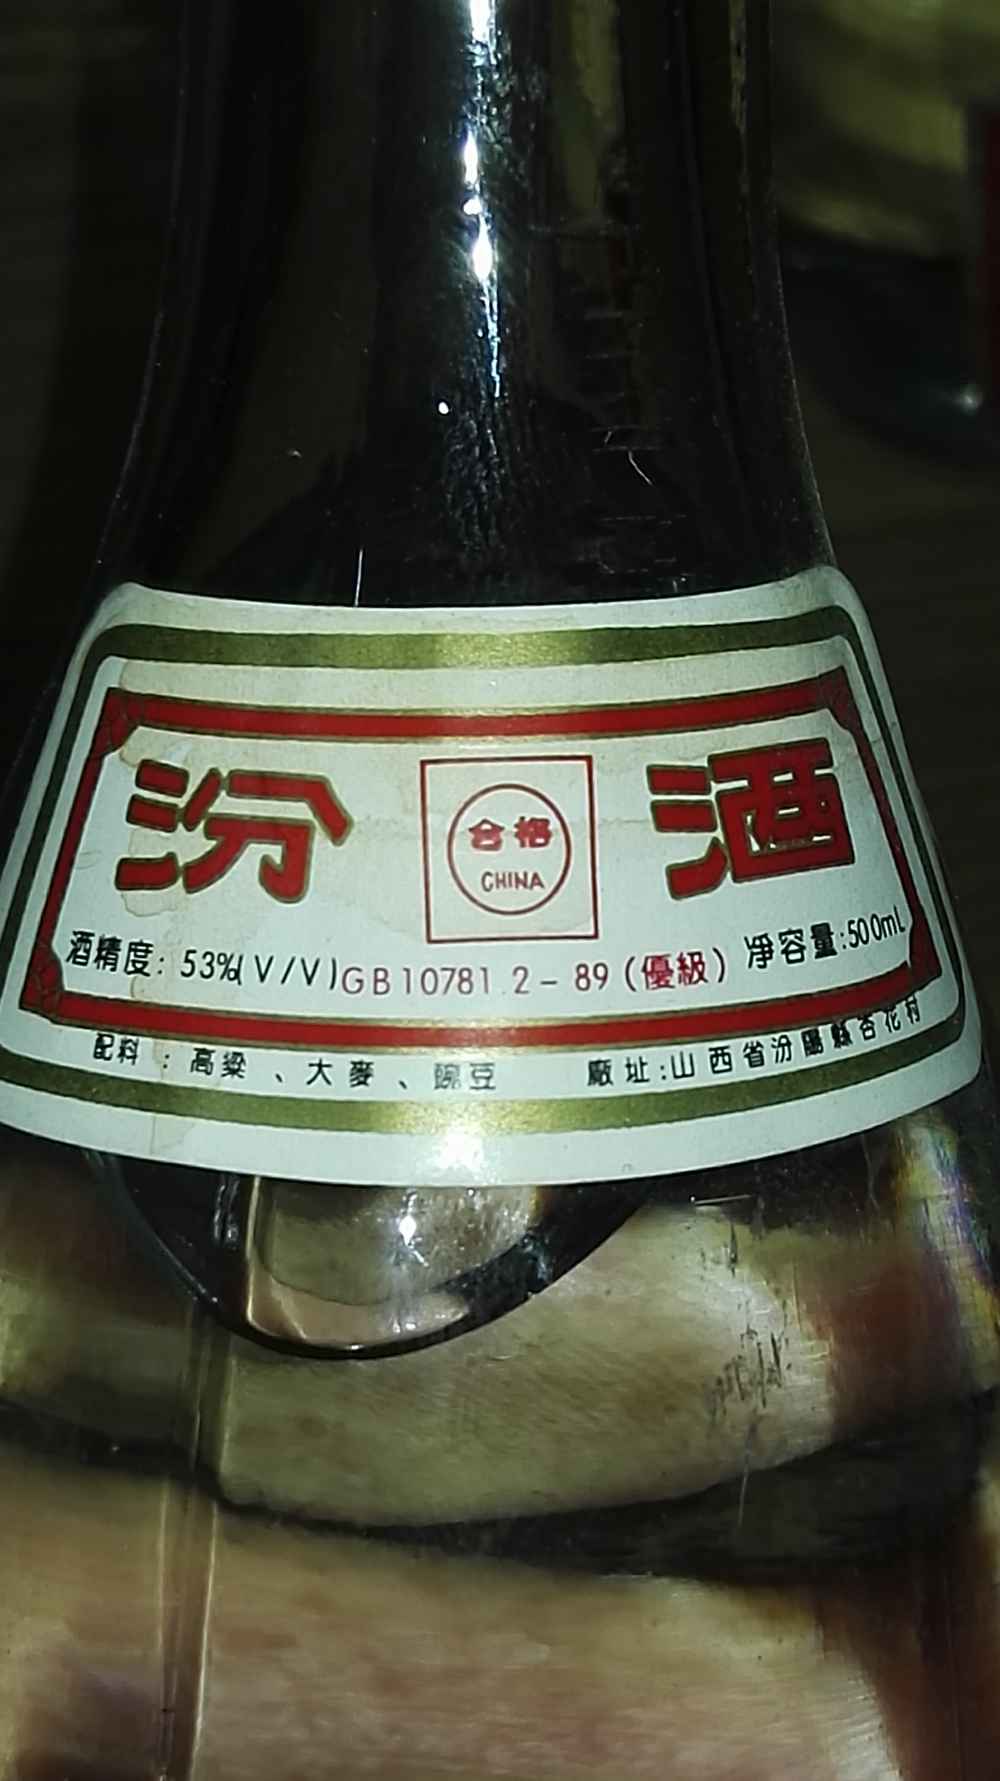 汾 酒
合格
CHINA
酒精度: 53%(V/V) GB10781.2-89(優級) 凈容量:500mL
配料:高粱、大麥、豌豆 廠址:山西省汾陽縣杏花村